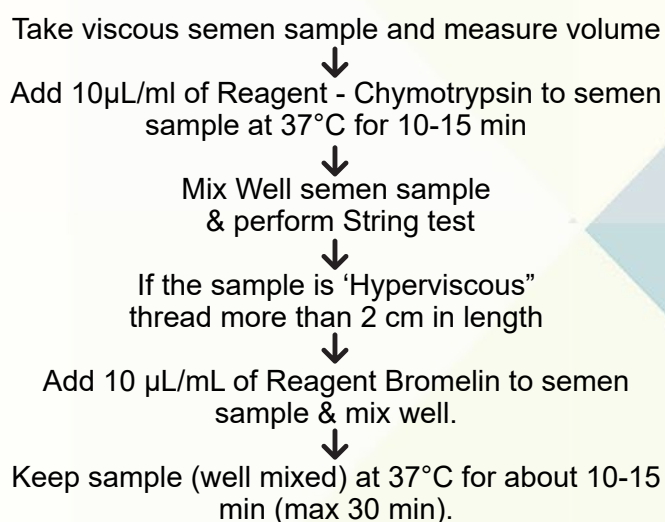 Take viscous semen sample and measure volume
Add 10µL/ml of Reagent - Chymotrypsin to semen
sample at 37°C for 10-15 min
Mix Well semen sample
& perform String test
If the sample is ‘Hyperviscous”
thread more than 2 cm in length
Add 10 µL/mL of Reagent Bromelin to semen
sample & mix well.
Keep sample (well mixed) at 37°C for about 10-15
min (max 30 min).